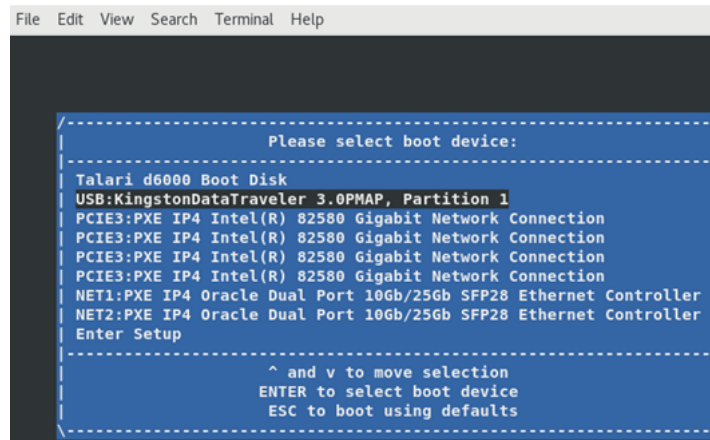 File Edit View Search Terminal Help
/----------------------------------------------------------------------
| Please select boot device:
|----------------------------------------------------------------------
| Talari d6000 Boot Disk
| USB:KingstonDataTraveler 3.0PMAP, Partition 1
| PCIE3:PXE IP4 Intel(R) 82580 Gigabit Network Connection
| PCIE3:PXE IP4 Intel(R) 82580 Gigabit Network Connection
| PCIE3:PXE IP4 Intel(R) 82580 Gigabit Network Connection
| PCIE3:PXE IP4 Intel(R) 82580 Gigabit Network Connection
| NET1:PXE IP4 Oracle Dual Port 10Gb/25Gb SFP28 Ethernet Controller
| NET2:PXE IP4 Oracle Dual Port 10Gb/25Gb SFP28 Ethernet Controller
| Enter Setup
|----------------------------------------------------------------------
| ^ and v to move selection
| ENTER to select boot device
| ESC to boot using defaults
\----------------------------------------------------------------------